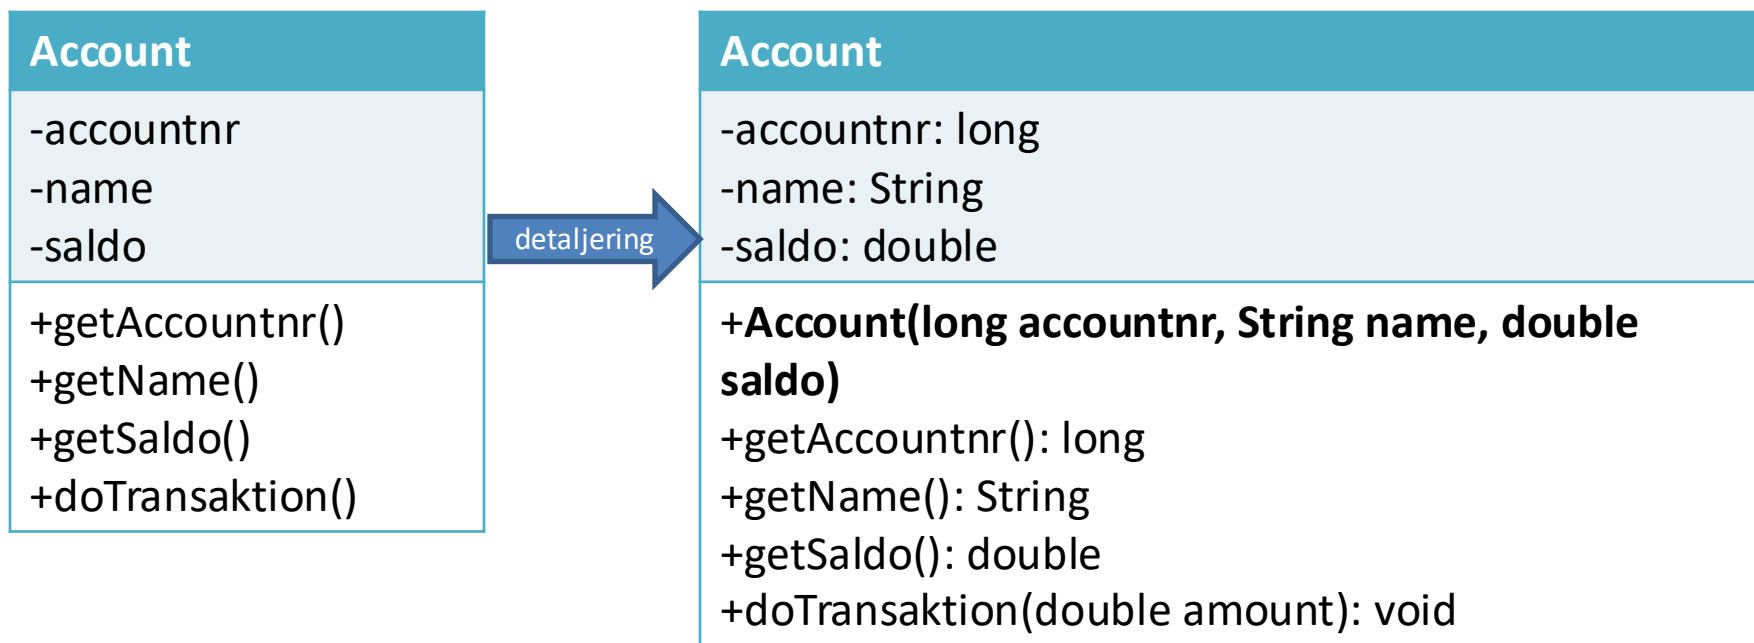 Account
-accountnr
-name
-saldo
+getAccountnr()
+getName()
+getSaldo()
+doTransaktion()
detaljering
Account
-accountnr: long
-name: String
-saldo: double
+Account(long accountnr, String name, double
saldo)
+getAccountnr(): long
+getName(): String
+getSaldo(): double
+doTransaktion(double amount): void